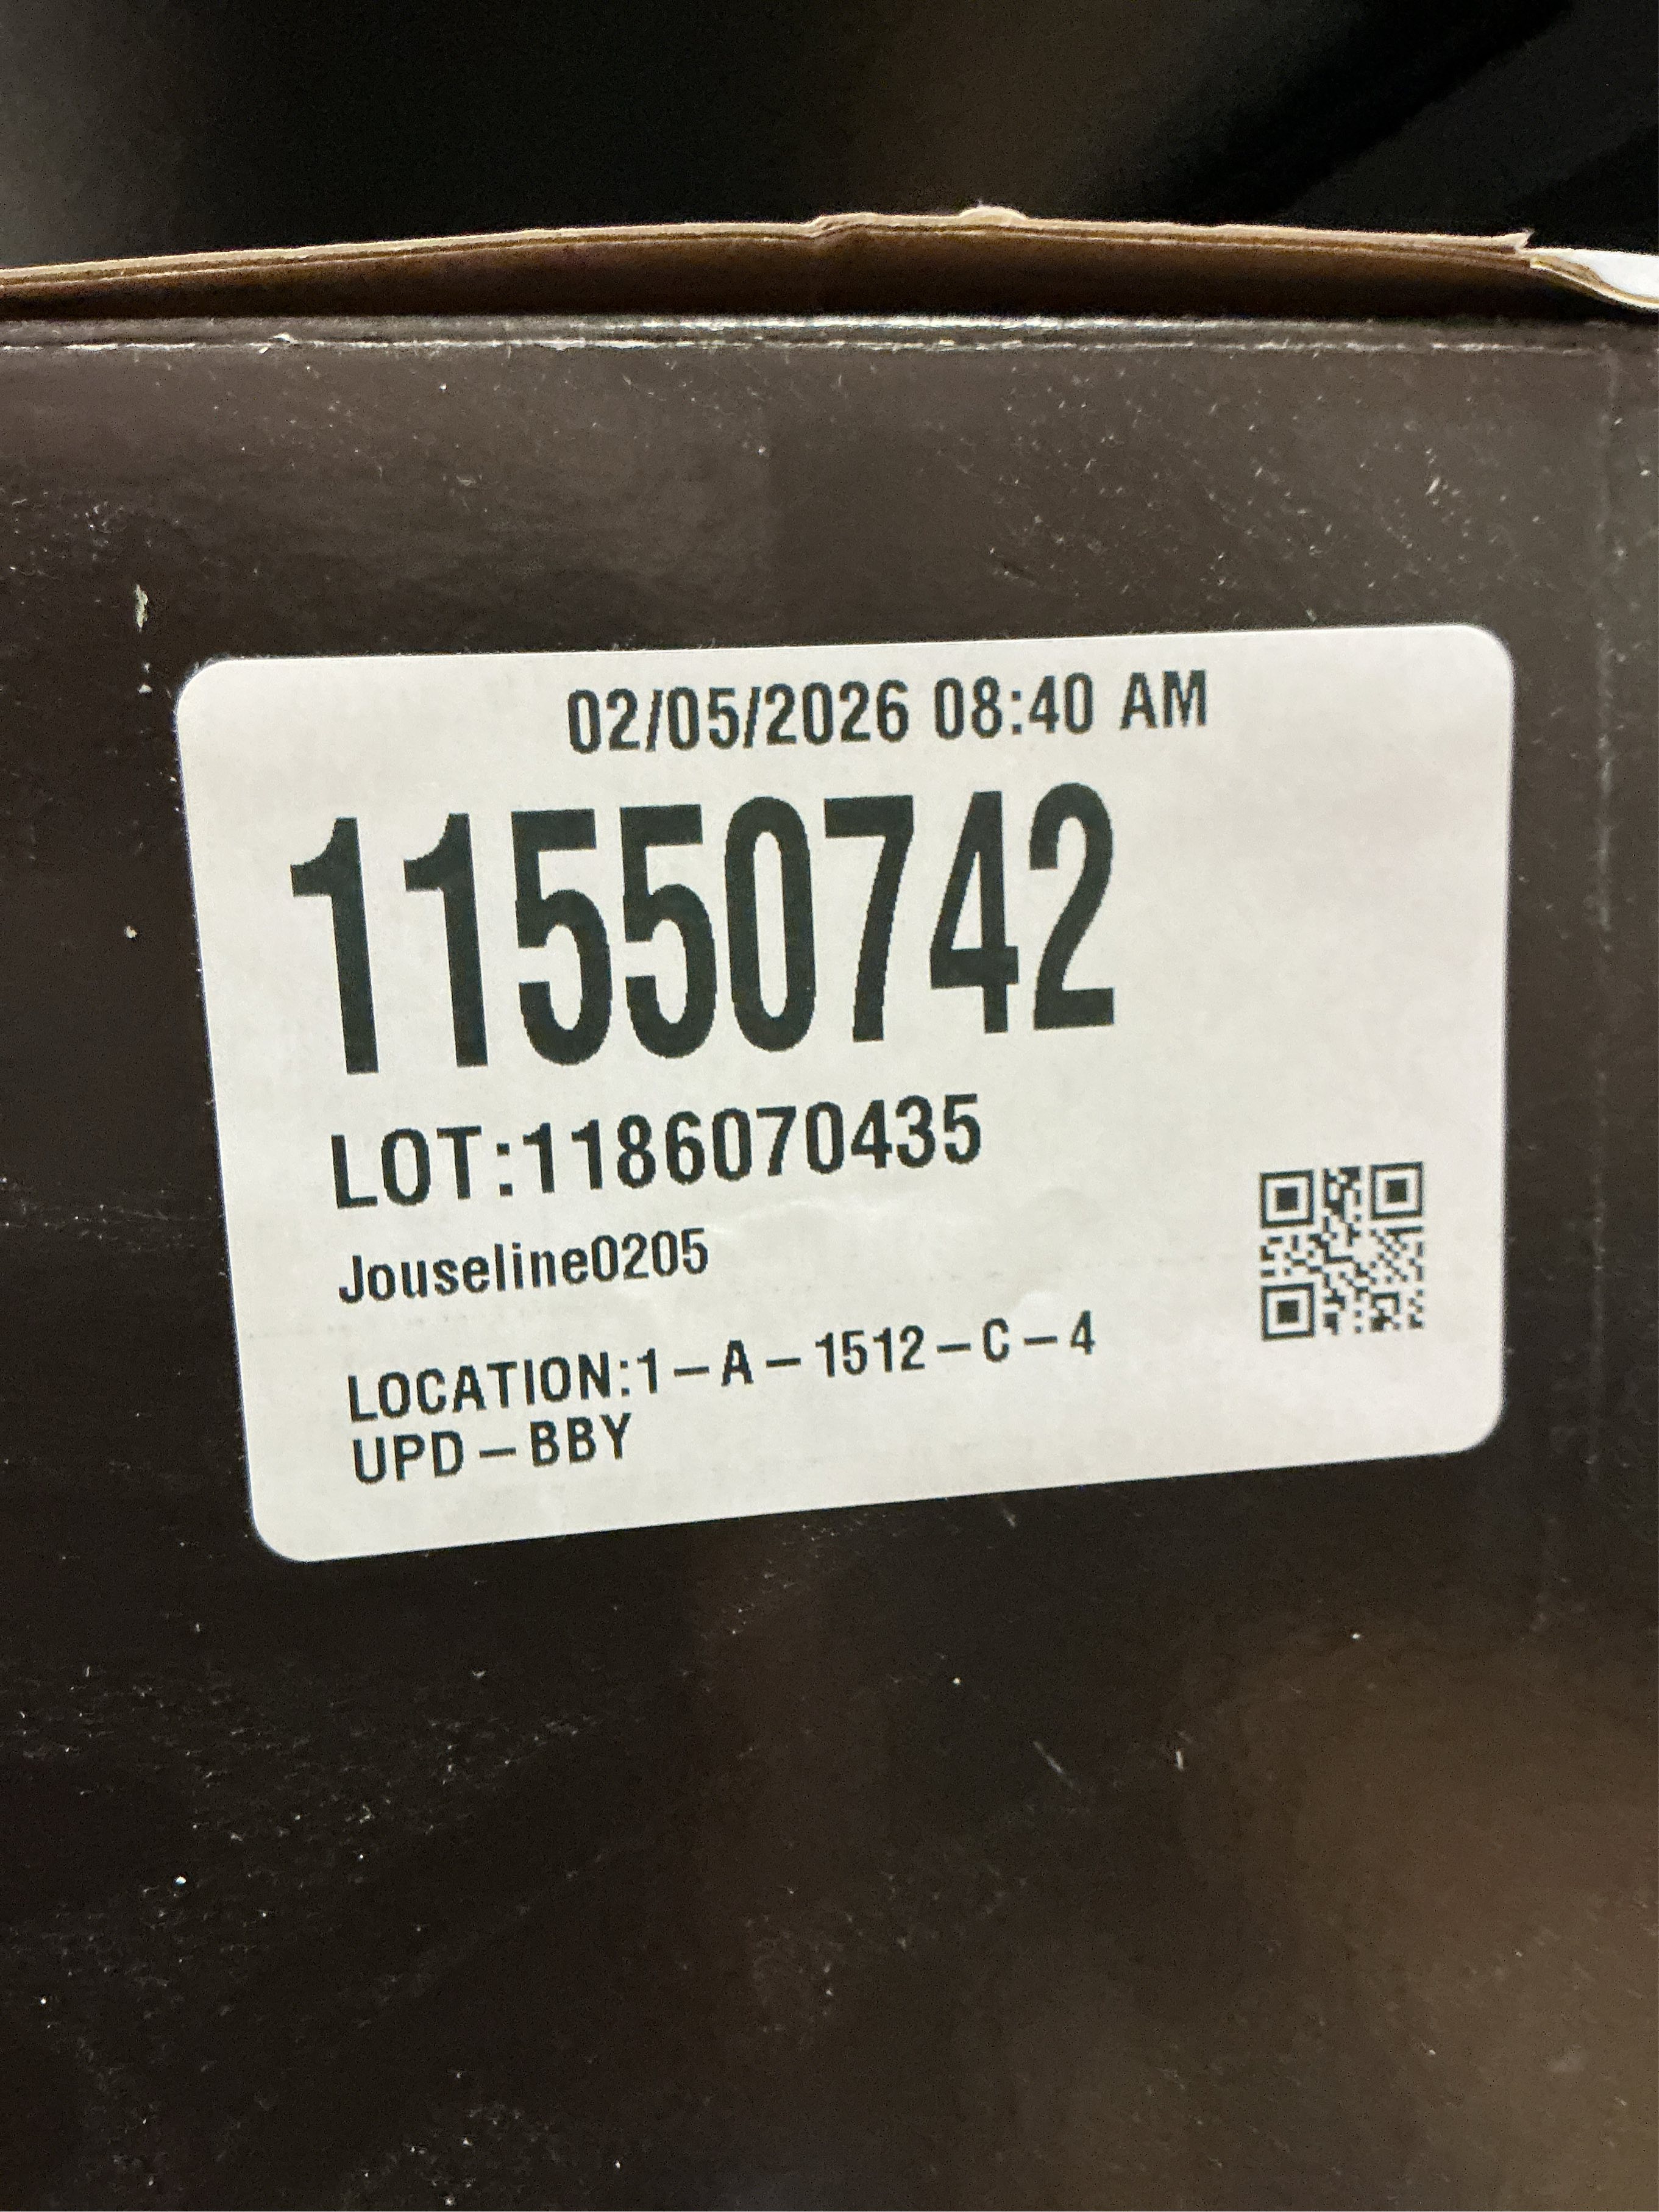 02/05/2026 08:40 AM
11550742
LOT:1186070435
Jouseline0205
LOCATION:1-A-1512-C-4
UPD-BBY